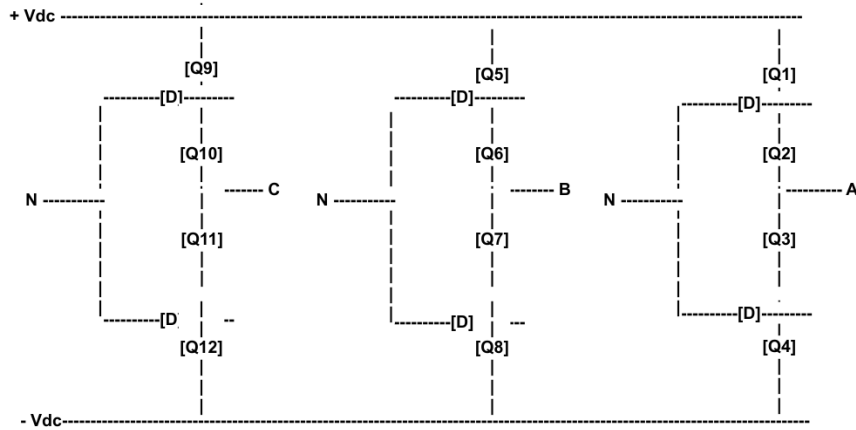 + Vdc
[Q9] [Q5] [Q1]
[D] [D] [D]
[Q10] [Q6] [Q2]
N C N B N A
[Q11] [Q7] [Q3]
[D] [D] [D]
[Q12] [Q8] [Q4]
- Vdc